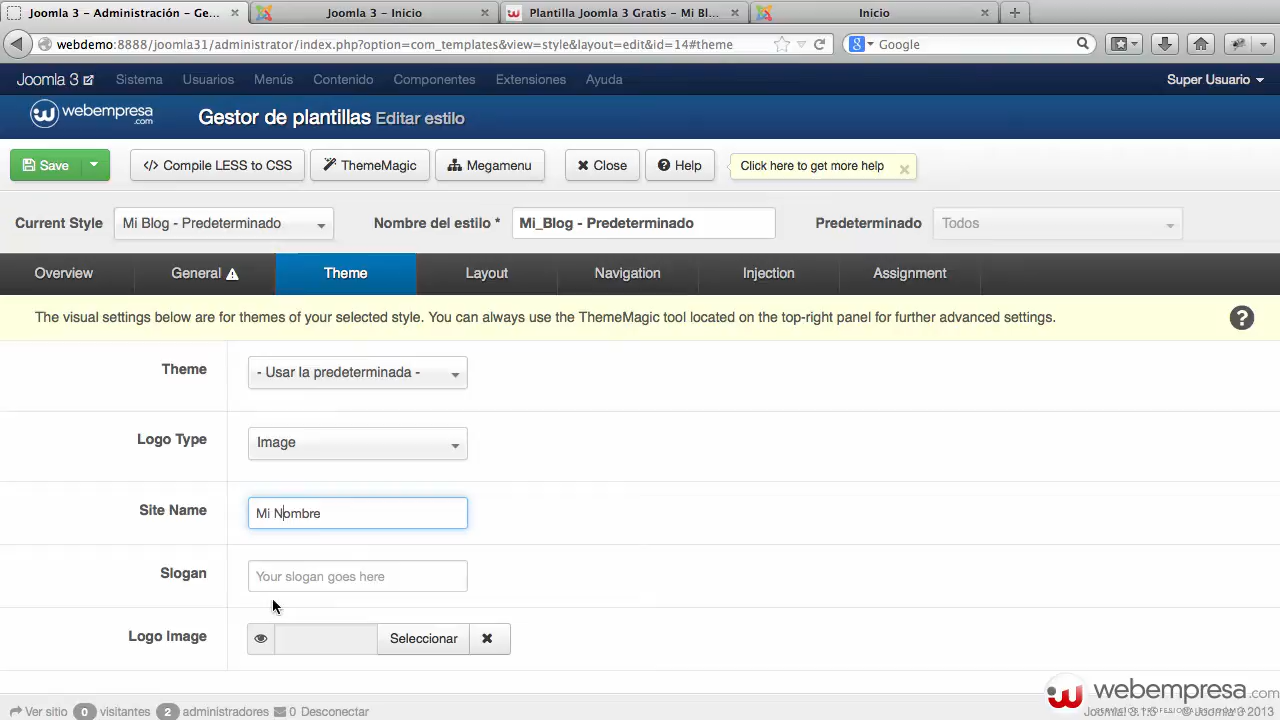 Joomla 3 - Administración - Ge...
Joomla 3 - Inicio
Plantilla Joomla 3 Gratis - Mi Bl...
Inicio
webdemo:8888/joomla31/administrator/index.php?option=com_templates&view=style&layout=edit&id=14#theme
Google
Joomla 3 Sistema Usuarios Menús Contenido Componentes Extensiones Ayuda Super Usuario
webempresa.com
Gestor de plantillas Editar estilo
Save Compile LESS to CSS ThemeMagic Megamenu Close Help Click here to get more help
Current Style Mi Blog - Predeterminado Nombre del estilo * Mi_Blog - Predeterminado Predeterminado Todos
Overview General Theme Layout Navigation Injection Assignment
The visual settings below are for themes of your selected style. You can always use the ThemeMagic tool located on the top-right panel for further advanced settings.
Theme - Usar la predeterminada -
Logo Type Image
Site Name Mi Nombre
Slogan Your slogan goes here
Logo Image Seleccionar
webempresa.com
Ver sitio 0 visitantes 2 administradores 0 Desconectar
Joomla! 3.1.5 — © Joomla 3 2013